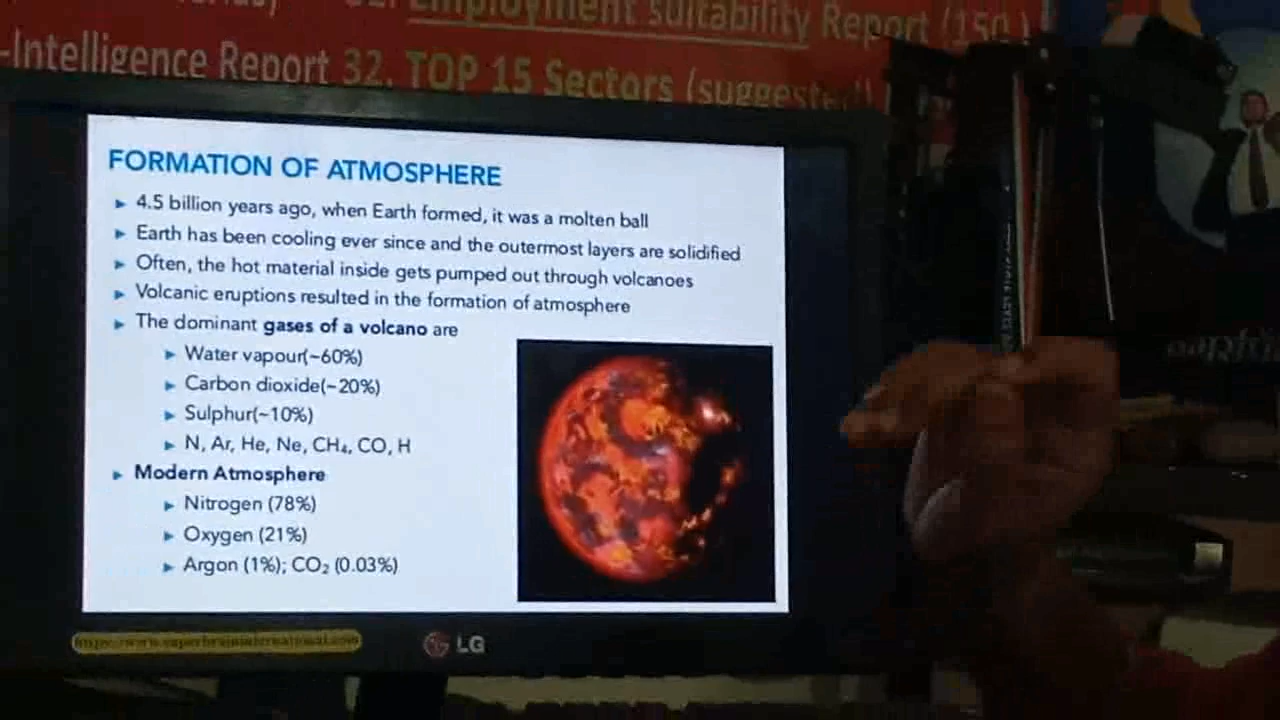 Employment suitability Report (150 )
-Intelligence Report 32. TOP 15 Sectors (suggested)
FORMATION OF ATMOSPHERE
► 4.5 billion years ago, when Earth formed, it was a molten ball
► Earth has been cooling ever since and the outermost layers are solidified
► Often, the hot material inside gets pumped out through volcanoes
► Volcanic eruptions resulted in the formation of atmosphere
► The dominant gases of a volcano are
► Water vapour(~60%)
► Carbon dioxide(~20%)
► Sulphur(~10%)
► N, Ar, He, Ne, CH₄, CO, H
► Modern Atmosphere
► Nitrogen (78%)
► Oxygen (21%)
► Argon (1%); CO₂ (0.03%)
LG